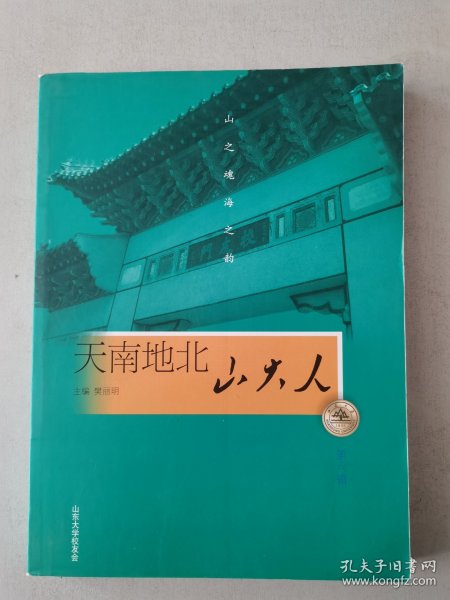 山之魂海之韵
天南地北
山大人
主编 樊丽明
山东大学校友会
孔夫子旧书网
www.kongfz.com